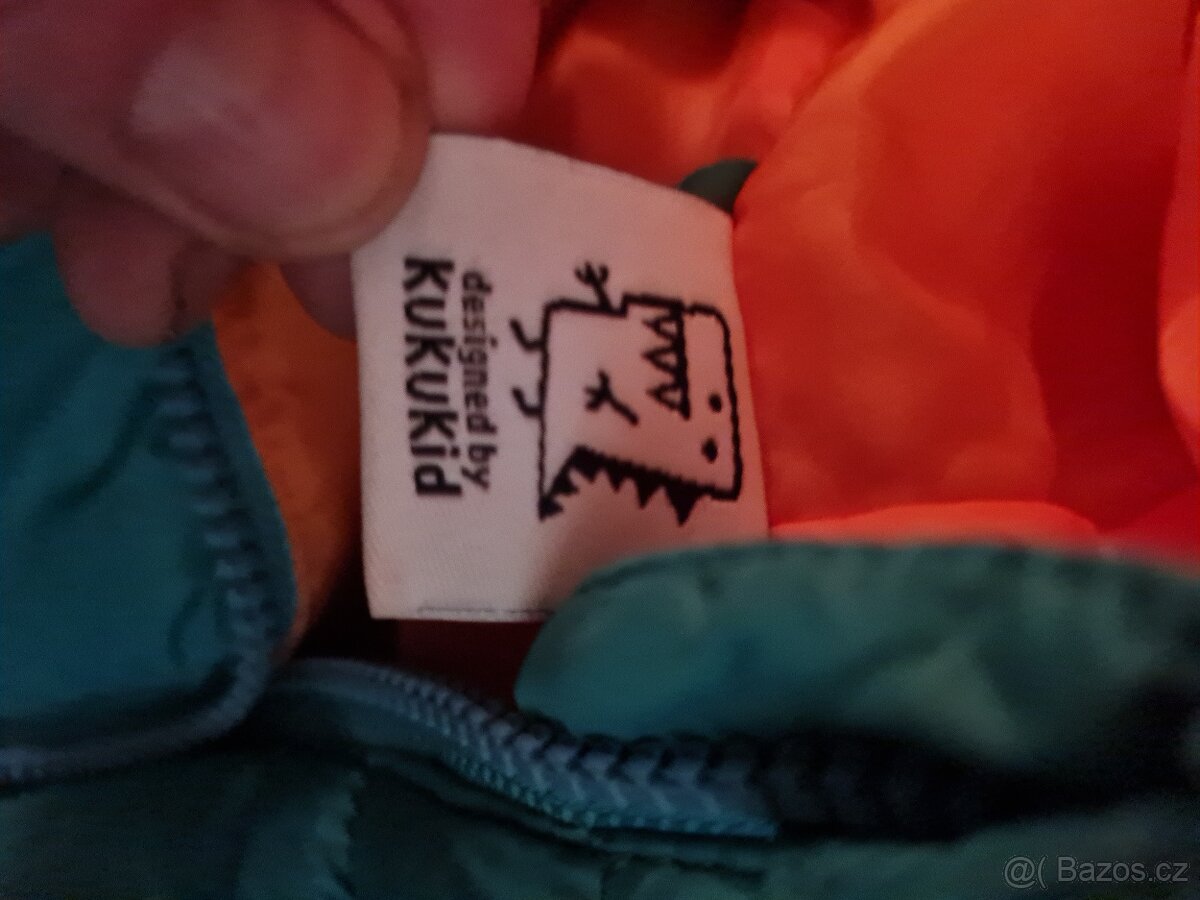 designed by
KUKUKid
@( Bazos.cz